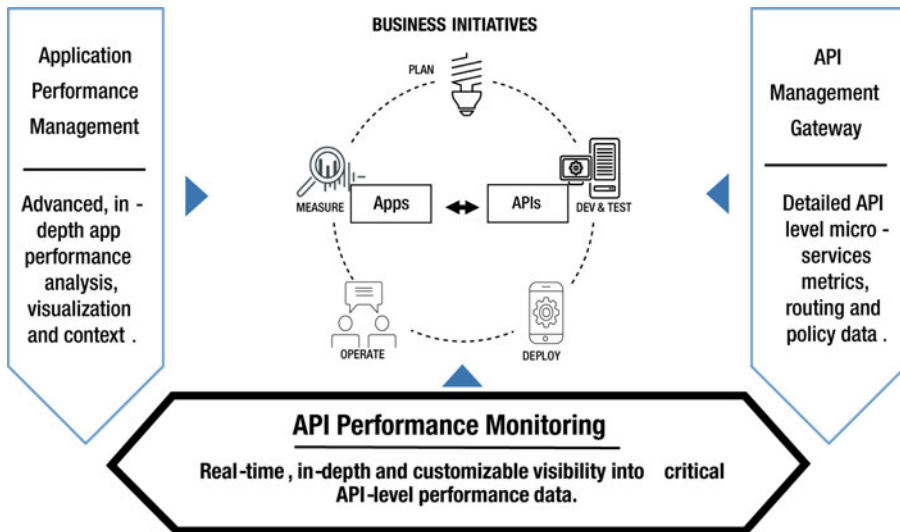 Application
Performance
Management
Advanced, in -
depth app
performance
analysis,
visualization
and context .
BUSINESS INITIATIVES
PLAN
MEASURE
Apps
APIs
DEV & TEST
OPERATE
DEPLOY
API
Management
Gateway
Detailed API
level micro -
services
metrics,
routing and
policy data .
API Performance Monitoring
Real-time , in-depth and customizable visibility into critical
API-level performance data.